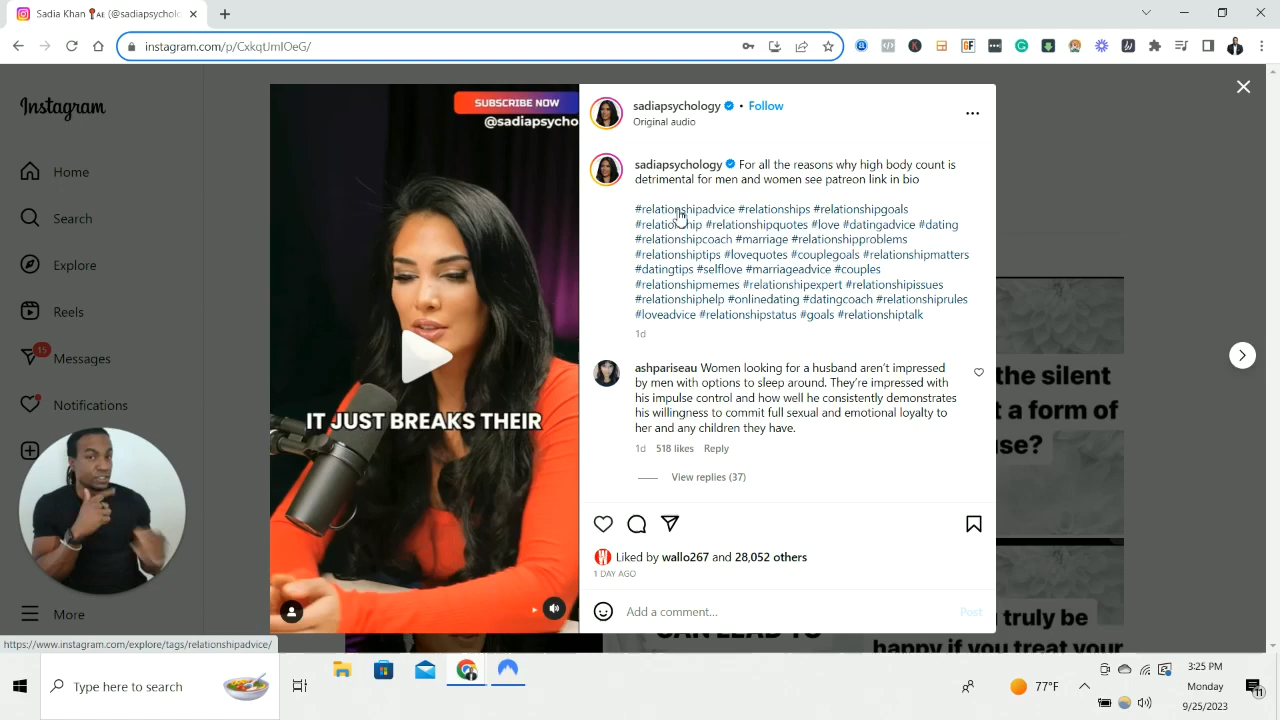 Sadia Khan AE (@sadiapsycholo
instagram.com/p/CxkqUmIOeG/
Instagram
Home
Search
Explore
Reels
15
Messages
Notifications
More
SUBSCRIBE NOW
@sadiapsycho
IT JUST BREAKS THEIR
sadiapsychology • Follow
Original audio
sadiapsychology For all the reasons why high body count is
detrimental for men and women see patreon link in bio
#relationshipadvice #relationships #relationshipgoals
#relationship #relationshipquotes #love #datingadvice #dating
#relationshipcoach #marriage #relationshipproblems
#relationshiptips #lovequotes #couplegoals #relationshipmatters
#datingtips #selflove #marriageadvice #couples
#relationshipmemes #relationshipexpert #relationshipissues
#relationshiphelp #onlinedating #datingcoach #relationshiprules
#loveadvice #relationshipstatus #goals #relationshiptalk
1d
ashpariseau Women looking for a husband aren't impressed
by men with options to sleep around. They're impressed with
his impulse control and how well he consistently demonstrates
his willingness to commit full sexual and emotional loyalty to
her and any children they have.
1d 518 likes Reply
View replies (37)
Liked by wallo267 and 28,052 others
1 DAY AGO
Add a comment...
Post
the silent
t a form of
se?
truly be
happy if you treat your
CAN LEAD TO
https://www.instagram.com/explore/tags/relationshipadvice/
Type here to search
77°F
3:25 PM
Monday
9/25/2023
11